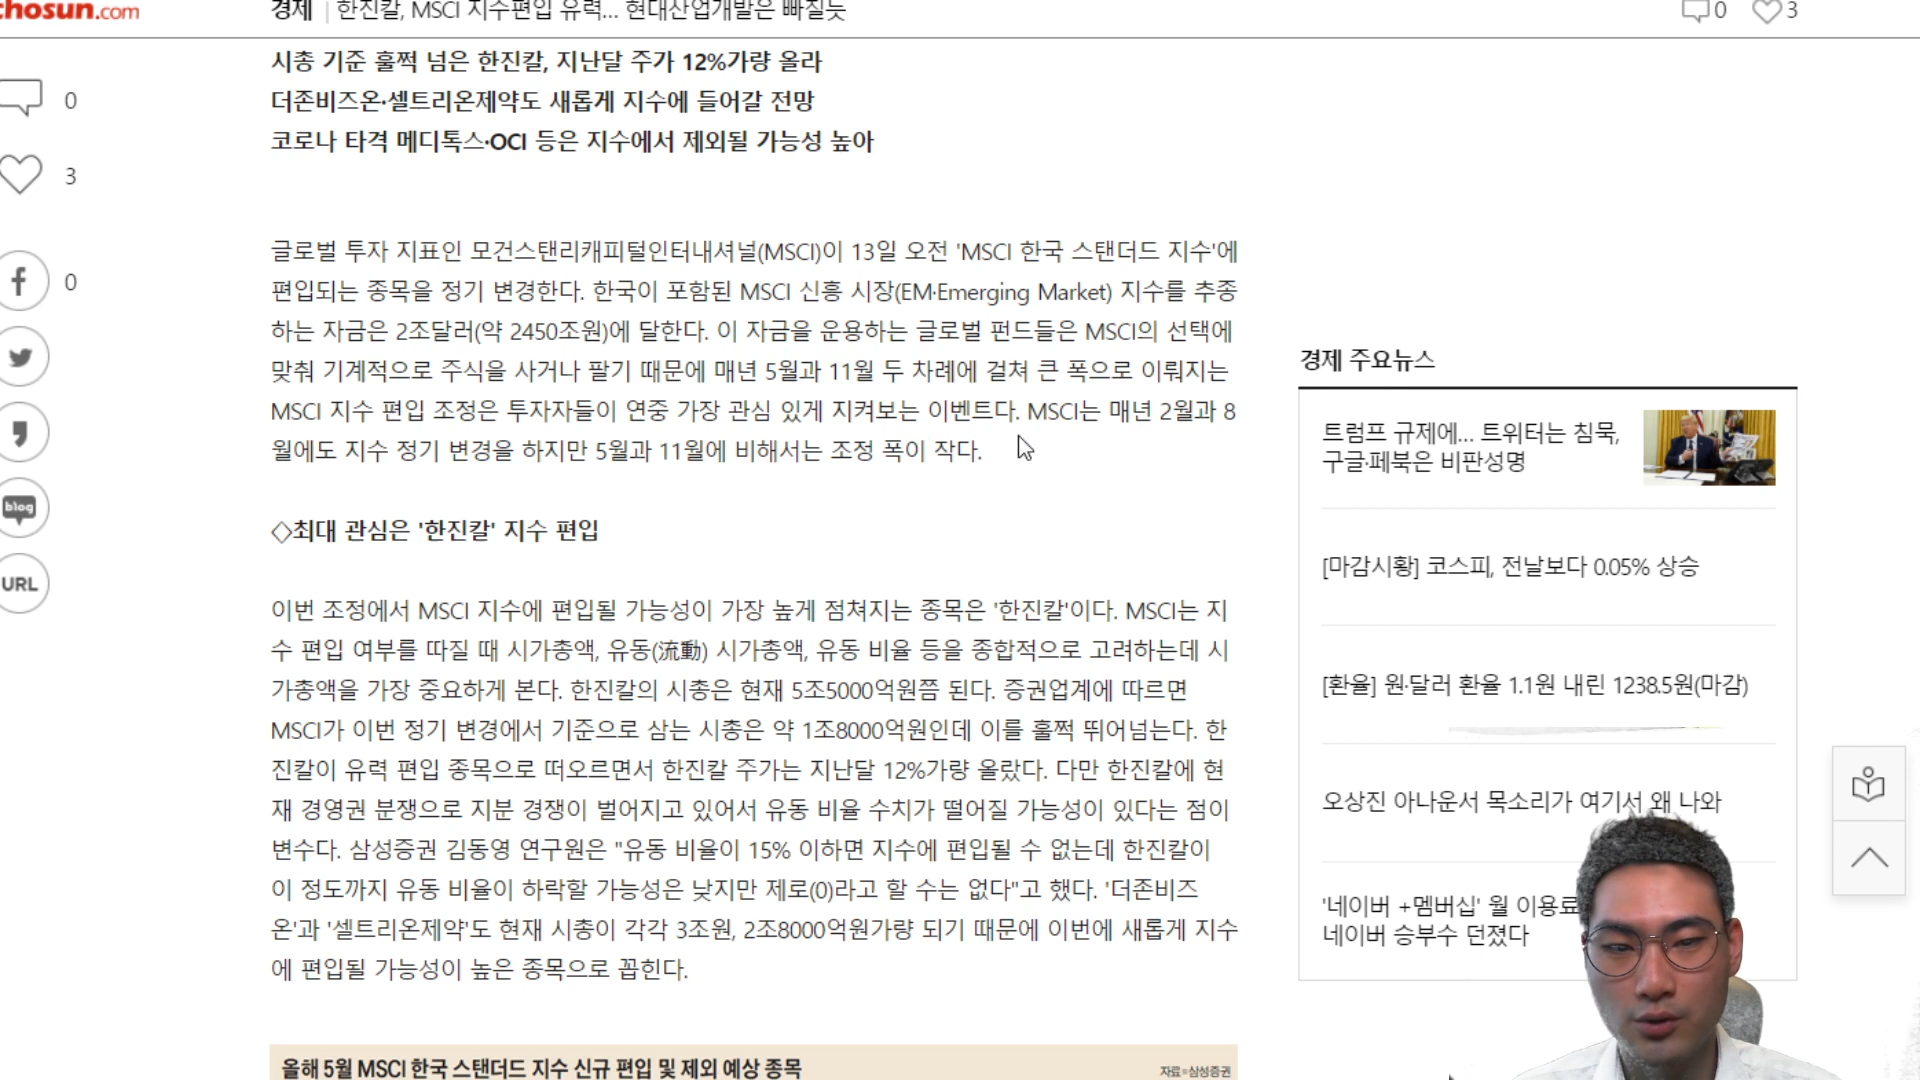 chosun.com
경제 | 한진칼, MSCI 지수편입 유력... 현대산업개발은 빠질듯
0
3
시총 기준 훌쩍 넘은 한진칼, 지난달 주가 12%가량 올라
더존비즈온·셀트리온제약도 새롭게 지수에 들어갈 전망
코로나 타격 메디톡스·OCI 등은 지수에서 제외될 가능성 높아
0
3
0
blog
URL
글로벌 투자 지표인 모건스탠리캐피털인터내셔널(MSCI)이 13일 오전 'MSCI 한국 스탠더드 지수'에
편입되는 종목을 정기 변경한다. 한국이 포함된 MSCI 신흥 시장(EM·Emerging Market) 지수를 추종
하는 자금은 2조달러(약 2450조원)에 달한다. 이 자금을 운용하는 글로벌 펀드들은 MSCI의 선택에
맞춰 기계적으로 주식을 사거나 팔기 때문에 매년 5월과 11월 두 차례에 걸쳐 큰 폭으로 이뤄지는
MSCI 지수 편입 조정은 투자자들이 연중 가장 관심 있게 지켜보는 이벤트다. MSCI는 매년 2월과 8
월에도 지수 정기 변경을 하지만 5월과 11월에 비해서는 조정 폭이 작다.
◇최대 관심은 '한진칼' 지수 편입
이번 조정에서 MSCI 지수에 편입될 가능성이 가장 높게 점쳐지는 종목은 '한진칼'이다. MSCI는 지
수 편입 여부를 따질 때 시가총액, 유동(流動) 시가총액, 유동 비율 등을 종합적으로 고려하는데 시
가총액을 가장 중요하게 본다. 한진칼의 시총은 현재 5조5000억원쯤 된다. 증권업계에 따르면
MSCI가 이번 정기 변경에서 기준으로 삼는 시총은 약 1조8000억원인데 이를 훌쩍 뛰어넘는다. 한
진칼이 유력 편입 종목으로 떠오르면서 한진칼 주가는 지난달 12%가량 올랐다. 다만 한진칼에 현
재 경영권 분쟁으로 지분 경쟁이 벌어지고 있어서 유동 비율 수치가 떨어질 가능성이 있다는 점이
변수다. 삼성증권 김동영 연구원은 "유동 비율이 15% 이하면 지수에 편입될 수 없는데 한진칼이
이 정도까지 유동 비율이 하락할 가능성은 낮지만 제로(0)라고 할 수는 없다"고 했다. '더존비즈
온'과 '셀트리온제약'도 현재 시총이 각각 3조원, 2조8000억원가량 되기 때문에 이번에 새롭게 지수
에 편입될 가능성이 높은 종목으로 꼽힌다.
올해 5월 MSCI 한국 스탠더드 지수 신규 편입 및 제외 예상 종목
자료=삼성증권
경제 주요뉴스
트럼프 규제에... 트위터는 침묵,
구글·페북은 비판성명
[마감시황] 코스피, 전날보다 0.05% 상승
[환율] 원·달러 환율 1.1원 내린 1238.5원(마감)
오상진 아나운서 목소리가 여기서 왜 나와
'네이버 +멤버십' 월 이용료
네이버 승부수 던졌다